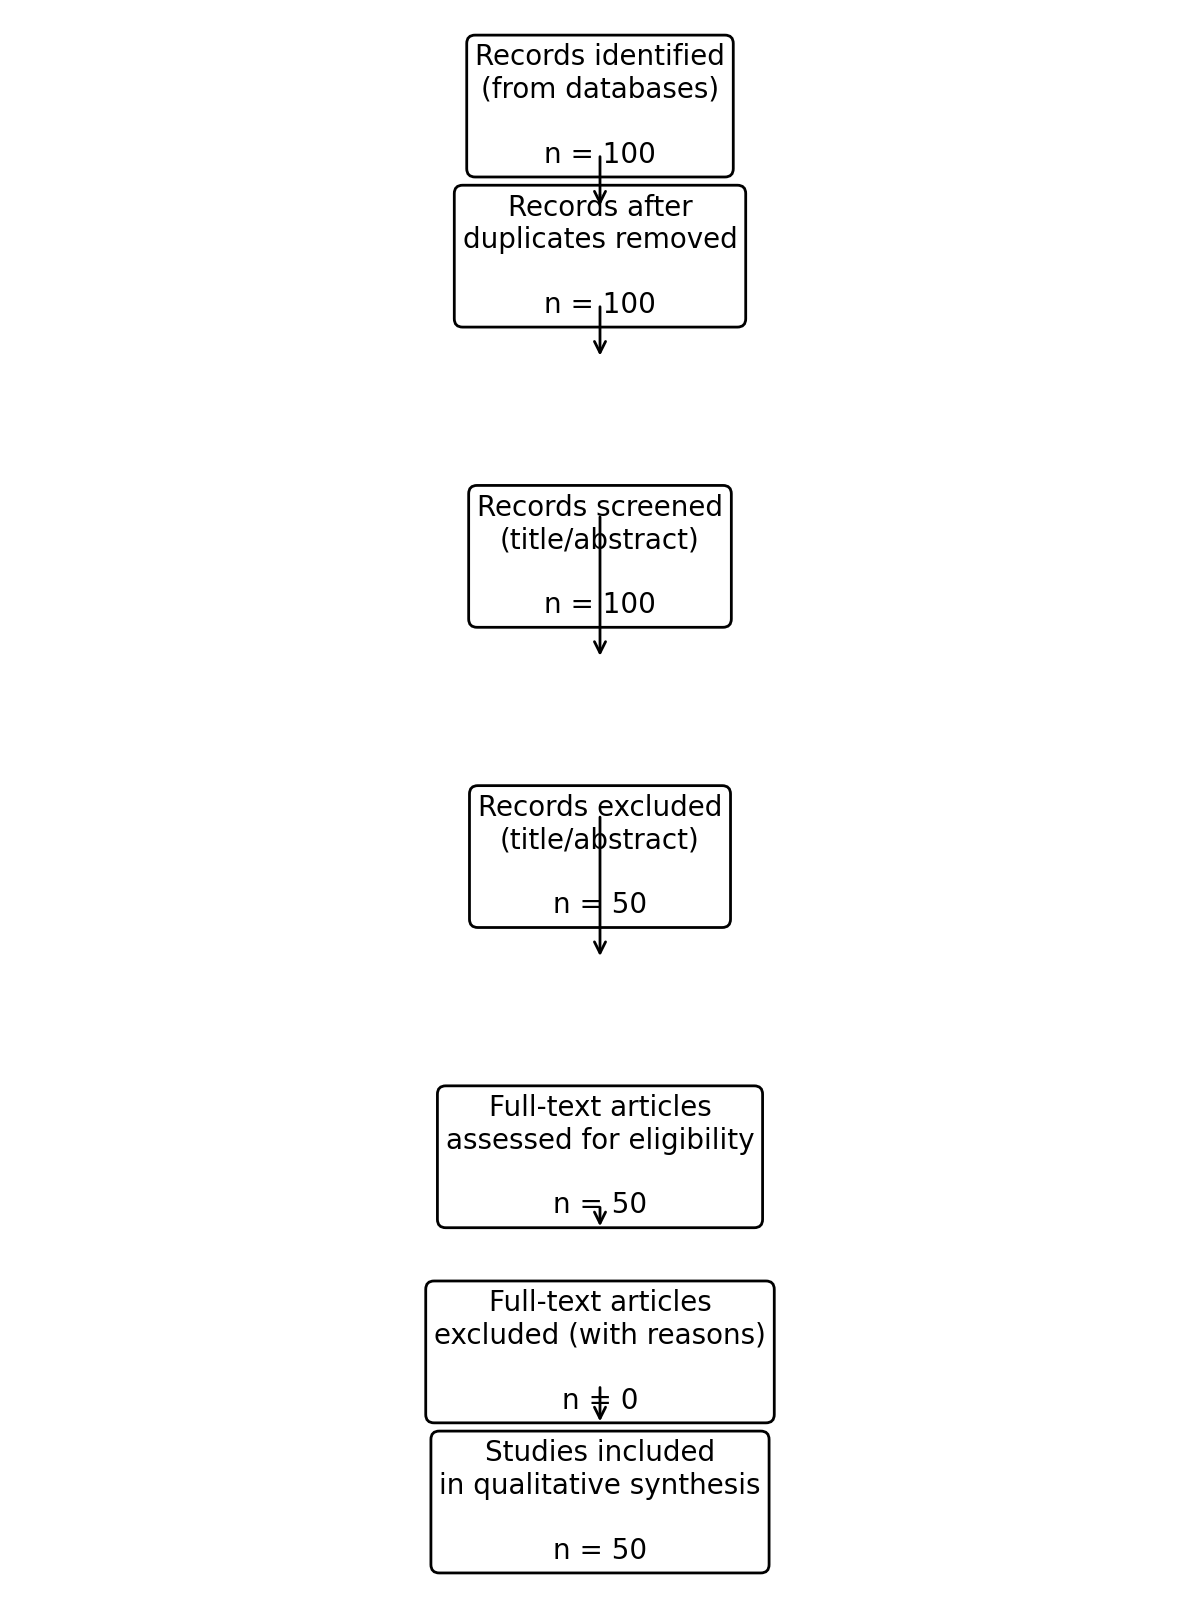 Records identified
(from databases)
n = 100
Records after
duplicates removed
n = 100
Records screened
(title/abstract)
n = 100
Records excluded
(title/abstract)
n = 50
Full-text articles
assessed for eligibility
n = 50
Full-text articles
excluded (with reasons)
n = 0
Studies included
in qualitative synthesis
n = 50